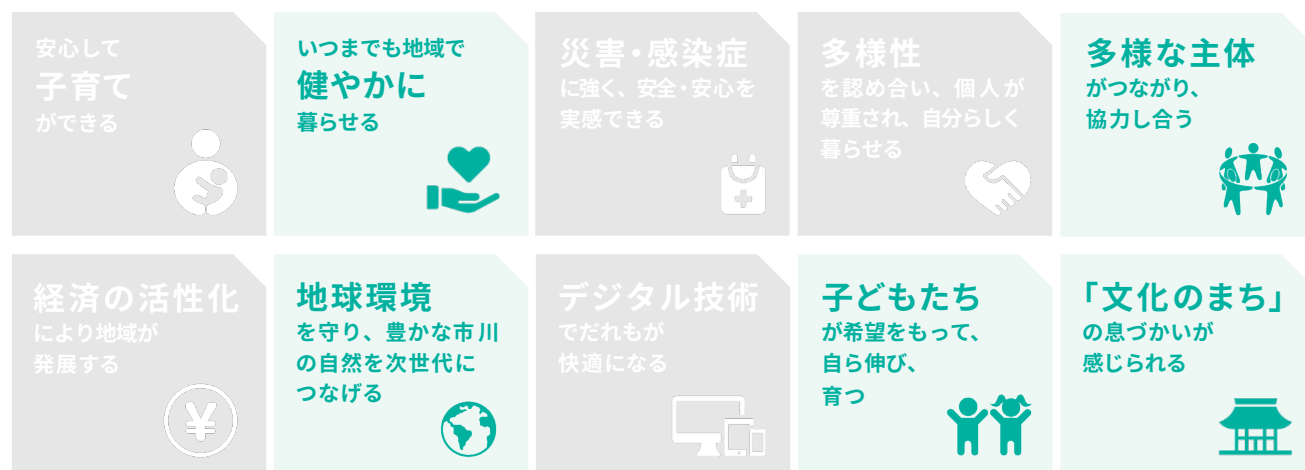 安心して
子育て
ができる
いつまでも地域で
健やかに
暮らせる
災害・感染症
に強く、安全・安心を
実感できる
多様性
を認め合い、個人が
尊重され、自分らしく
暮らせる
多様な主体
がつながり、
協力し合う
経済の活性化
により地域が
発展する
地球環境
を守り、豊かな市川
の自然を次世代に
つなげる
デジタル技術
でだれもが
快適になる
子どもたち
が希望をもって、
自ら伸び、
育つ
「文化のまち」
の息づかいが
感じられる